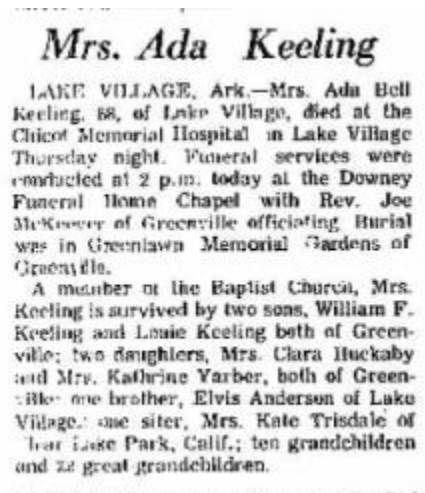 Mrs. Ada Keeling
LAKE VILLAGE, Ark.—Mrs. Ada Bell
Keeling, 68, of Lake Village, died at the
Chicot Memorial Hospital in Lake Village
Thursday night. Funeral services were
conducted at 2 p.m. today at the Downey
Funeral Home Chapel with Rev. Joe
McKeever of Greenville officiating. Burial
was in Greenlawn Memorial Gardens of
Greenville.
A member of the Baptist Church, Mrs.
Keeling is survived by two sons, William F.
Keeling and Louie Keeling both of Green-
ville; two daughters, Mrs. Clara Huckaby
and Mrs. Kathrine Yarber, both of Green-
ville; one brother, Elvis Anderson of Lake
Village.; one siter, Mrs. Kate Trisdale of
Lake Park, Calif.; ten grandchildren
and 22 great grandchildren.